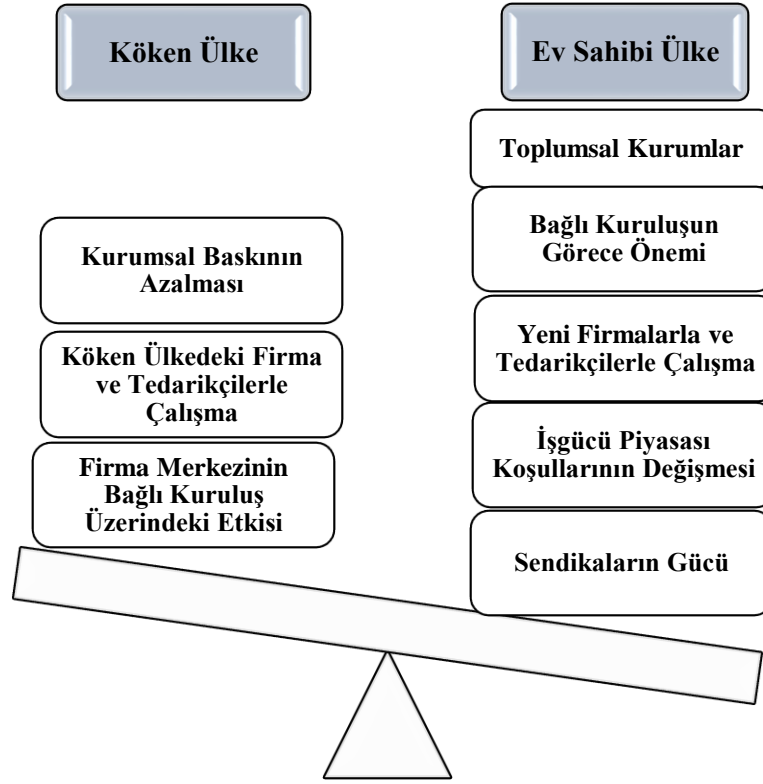 Köken Ülke
Kurumsal Baskının
Azalması
Köken Ülkedeki Firma
ve Tedarikçilerle
Çalışma
Firma Merkezinin
Bağlı Kuruluş
Üzerindeki Etkisi
Ev Sahibi Ülke
Toplumsal Kurumlar
Bağlı Kuruluşun
Görece Önemi
Yeni Firmalarla ve
Tedarikçilerle Çalışma
İşgücü Piyasası
Koşullarının Değişmesi
Sendikaların Gücü